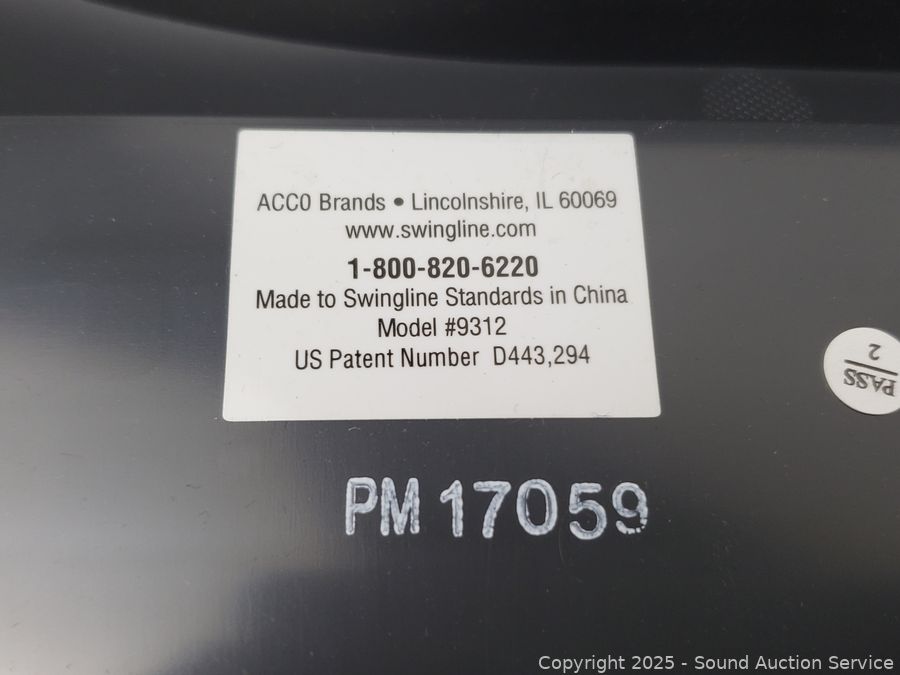 ACCO Brands • Lincolnshire, IL 60069
www.swingline.com
1-800-820-6220
Made to Swingline Standards in China
Model #9312
US Patent Number D443,294
PASS
2
PM 17059
Copyright © 2025 - Sound Auction Service